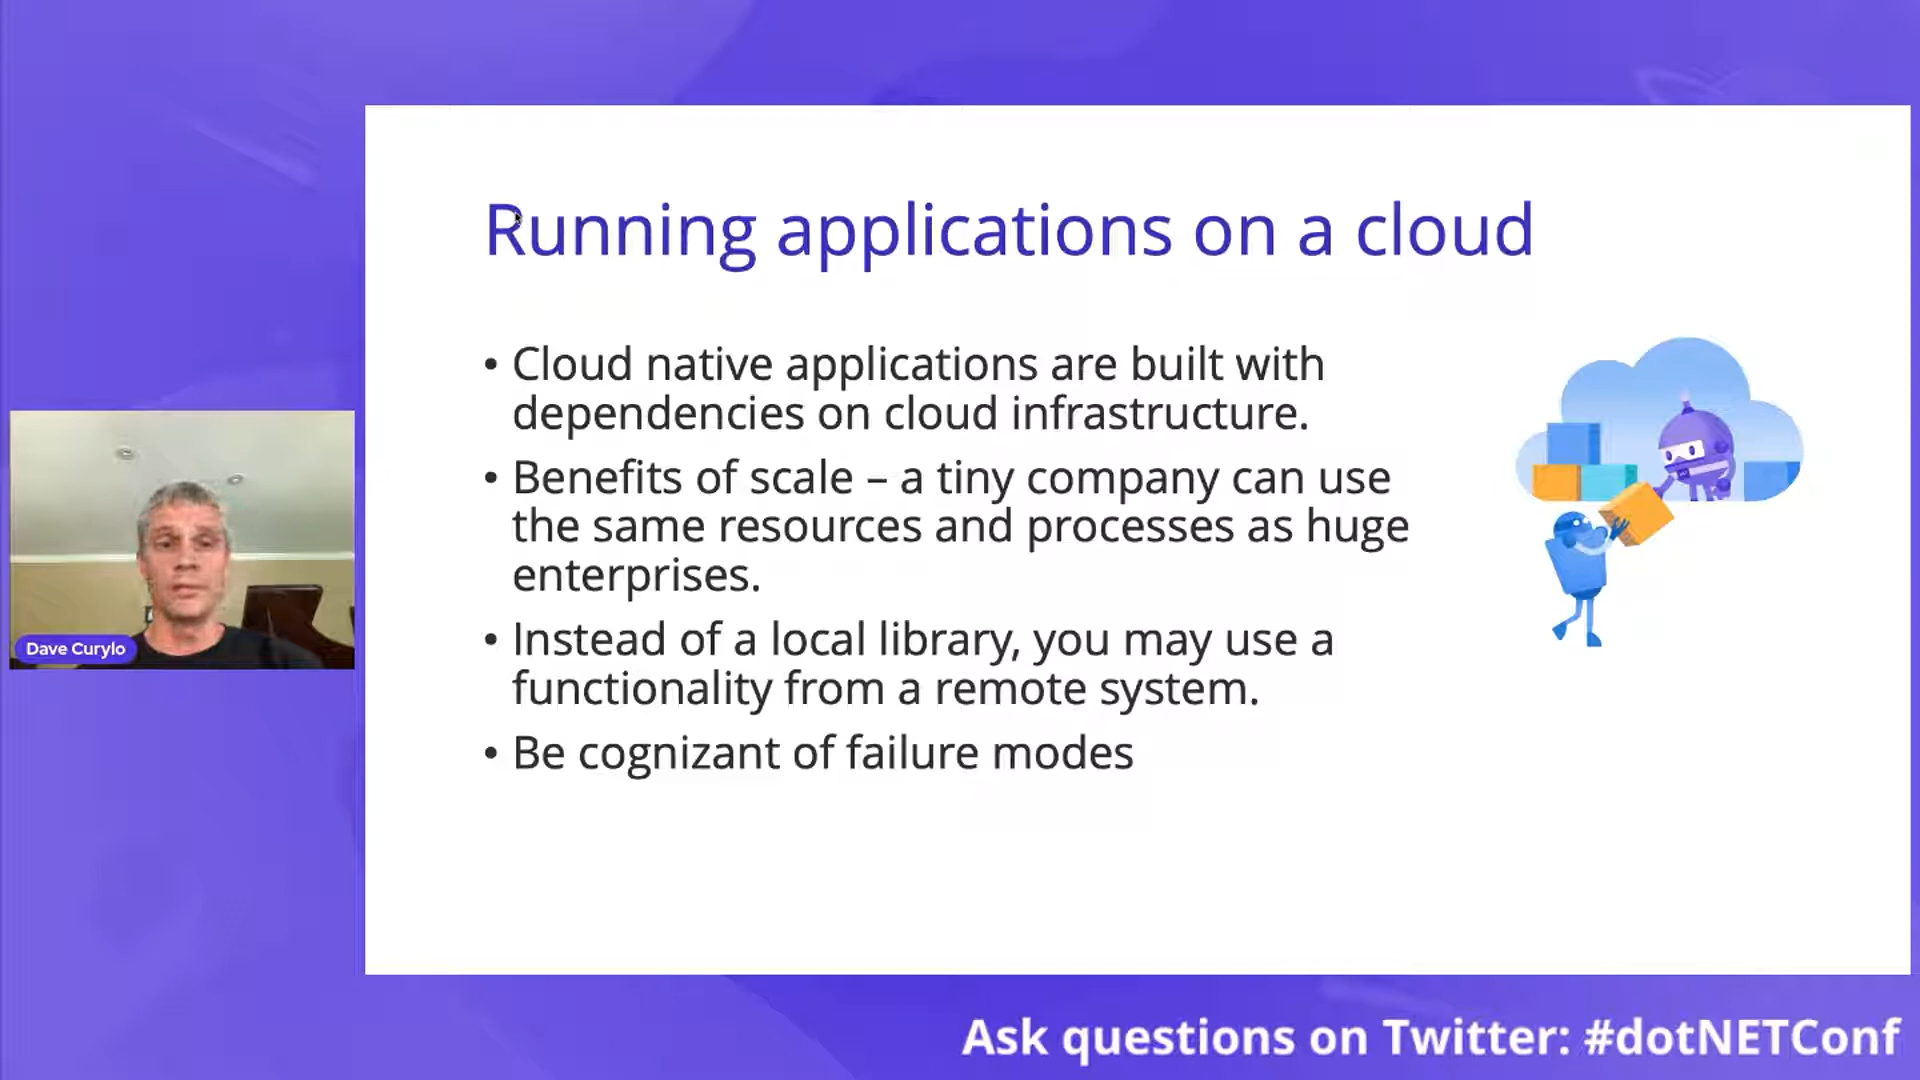 Running applications on a cloud
• Cloud native applications are built with
dependencies on cloud infrastructure.
• Benefits of scale – a tiny company can use
the same resources and processes as huge
enterprises.
• Instead of a local library, you may use a
functionality from a remote system.
• Be cognizant of failure modes
Dave Curylo
Ask questions on Twitter: #dotNETConf